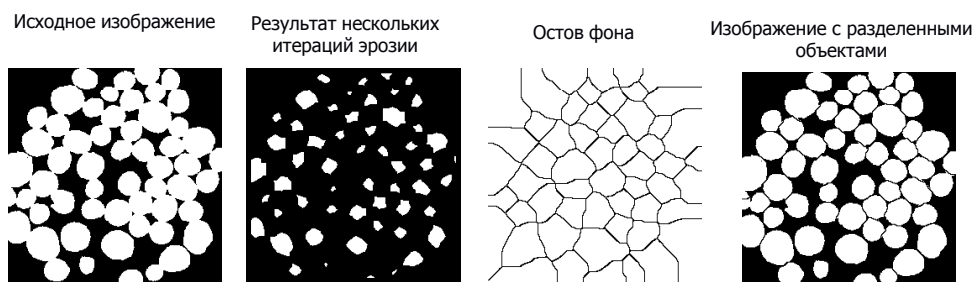 Исходное изображение
Результат нескольких
итераций эрозии
Остов фона
Изображение с разделенными
объектами